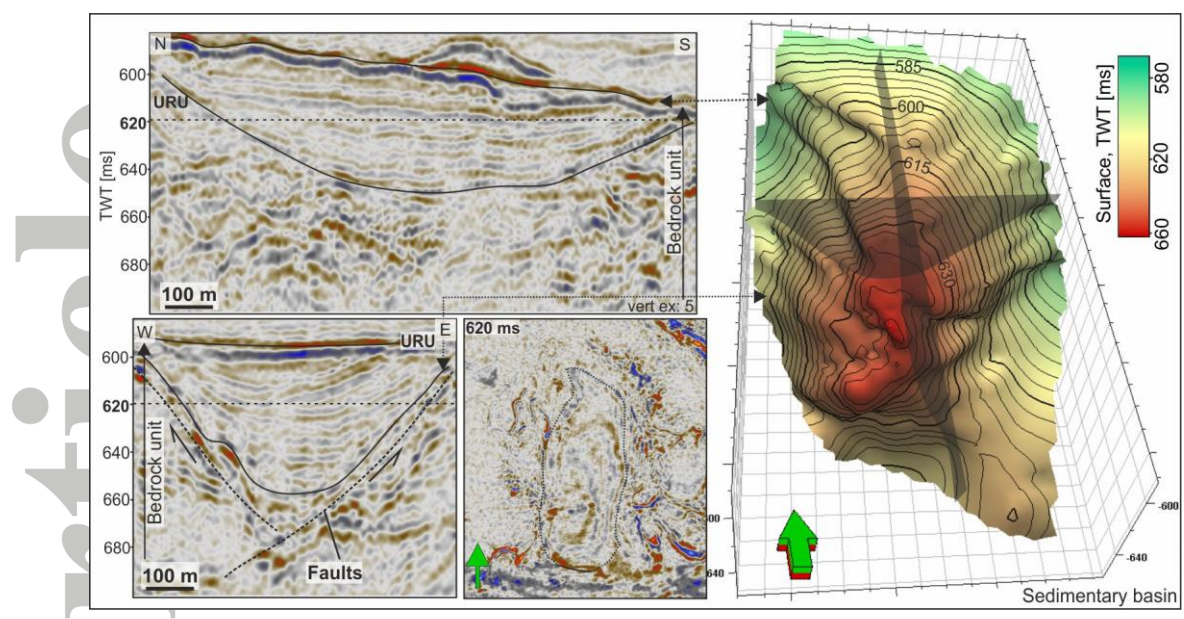 N
S
600
URU
620
640
660
680
TWT [ms]
Bedrock unit
100 m
vert ex: 5
W
E
URU
600
620
640
660
680
Bedrock unit
100 m
Faults
620 ms
585
600
615
630
580
620
660
Surface, TWT [ms]
-600
-640
Sedimentary basin